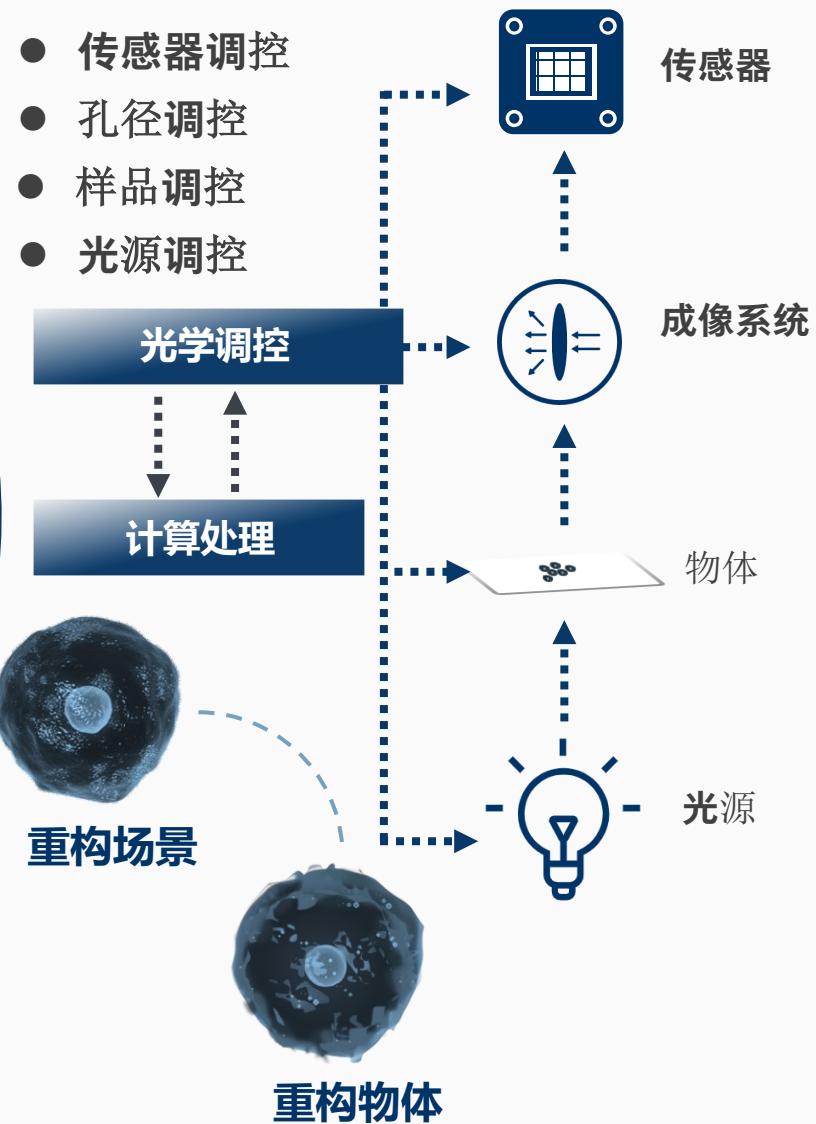 传感器调控
孔径调控
样品调控
光源调控
光学调控
计算处理
重构场景
重构物体
传感器
成像系统
物体
光源